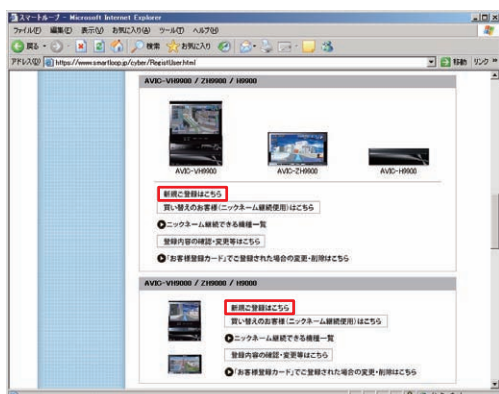 スマートループ - Microsoft Internet Explorer
ファイル(F) 編集(E) 表示(V) お気に入り(A) ツール(T) ヘルプ(H)
戻る 検索 お気に入り
アドレス(D) https://www.smartloop.jp/cyber/RegistUser.html 移動 リンク »
AVIC-VH9900 / ZH9900 / H9900
AVIC-VH9900 AVIC-ZH9900 AVIC-H9900
新規ご登録はこちら
買い替えのお客様(ニックネーム継続使用)はこちら
ニックネーム継続できる機種一覧
登録内容の確認・変更等はこちら
「お客様登録カード」でご登録された場合の変更・削除はこちら
AVIC-VH9000 / ZH9000 / H9000
新規ご登録はこちら
買い替えのお客様(ニックネーム継続使用)はこちら
ニックネーム継続できる機種一覧
登録内容の確認・変更等はこちら
「お客様登録カード」でご登録された場合の変更・削除はこちら